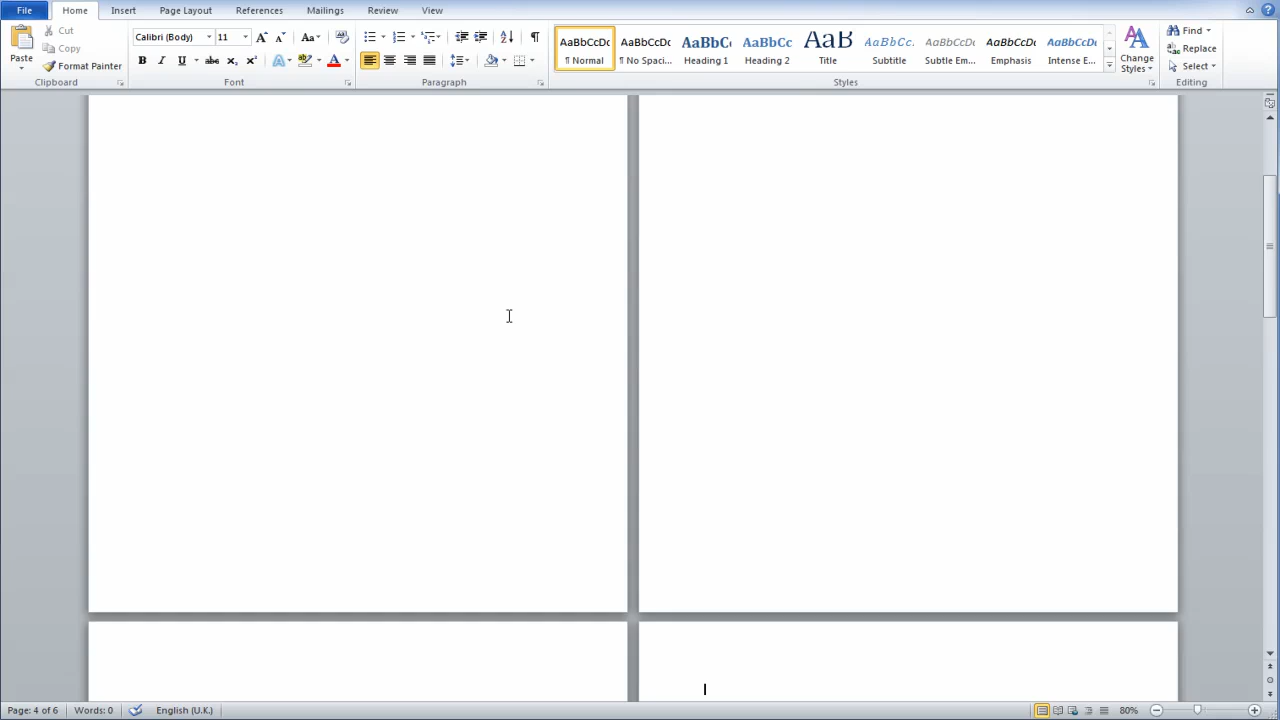 File Home Insert Page Layout References Mailings Review View
Cut
Copy
Format Painter
Paste
Clipboard
Calibri (Body) 11
Font
Paragraph
AaBbCcDc AaBbCcDc AaBbC AaBbCc AaB AaBbCc. AaBbCcDc AaBbCcDc AaBbCcDc
¶ Normal ¶ No Spaci... Heading 1 Heading 2 Title Subtitle Subtle Em... Emphasis Intense E...
Change Styles
Styles
Find
Replace
Select
Editing
Page: 4 of 6 Words: 0 English (U.K.) 80%